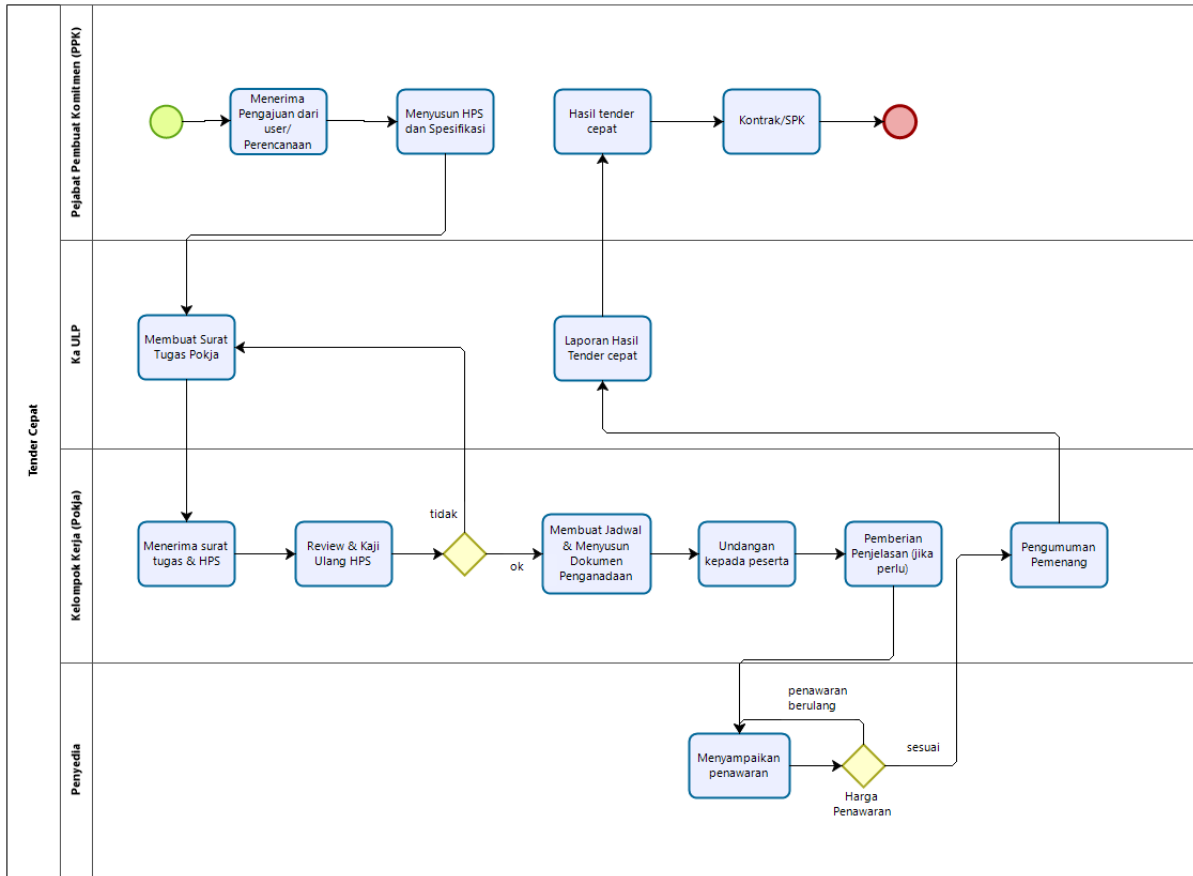 Tender Cepat
Pejabat Pembuat Komitmen (PPK)
Menerima
Pengajuan dari
user/
Perencanaan
Menyusun HPS
dan Spesifikasi
Hasil tender
cepat
Kontrak/SPK
Ka ULP
Membuat Surat
Tugas Pokja
Laporan Hasil
Tender cepat
Kelompok Kerja (Pokja)
Menerima surat
tugas & HPS
Review & Kaji
Ulang HPS
tidak
ok
Membuat Jadwal
& Menyusun
Dokumen
Penganadaan
Undangan
kepada peserta
Pemberian
Penjelasan (jika
perlu)
Pengumuman
Pemenang
Penyedia
Menyampaikan
penawaran
penawaran
berulang
Harga
Penawaran
sesuai